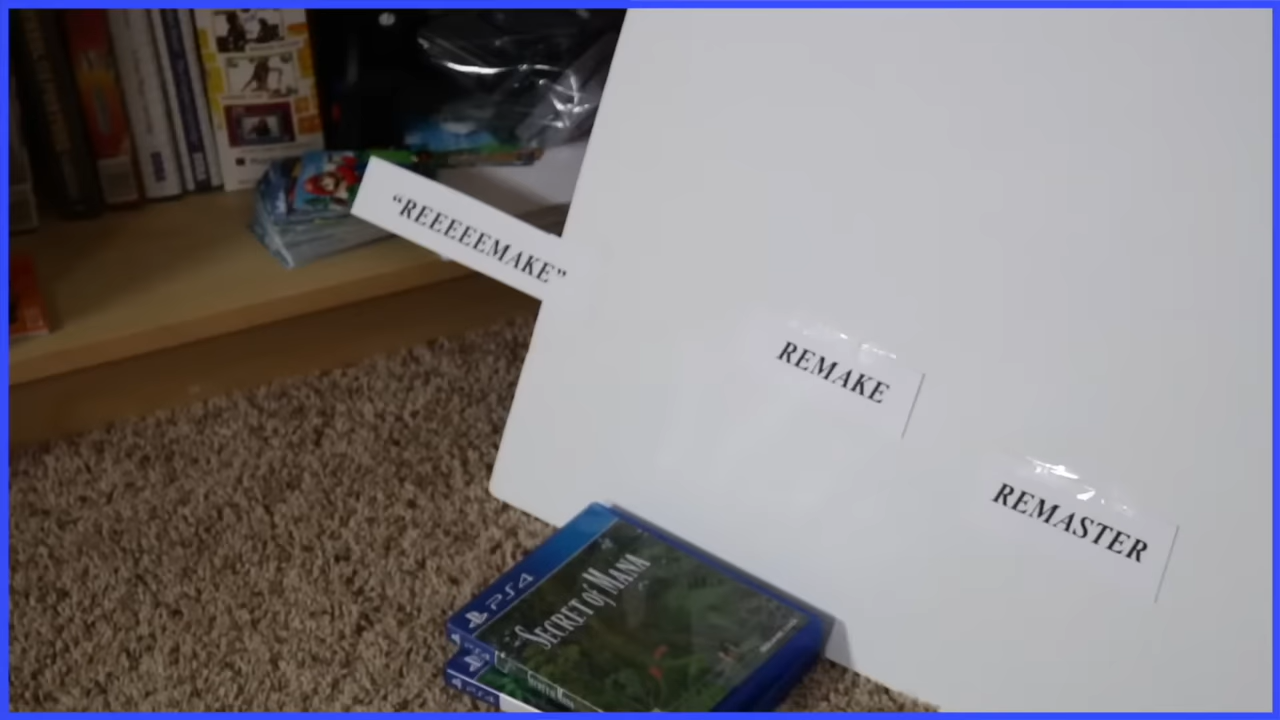 “REEEEEMAKE”
REMAKE
REMASTER
PS4
SECRET of MANA
PS4